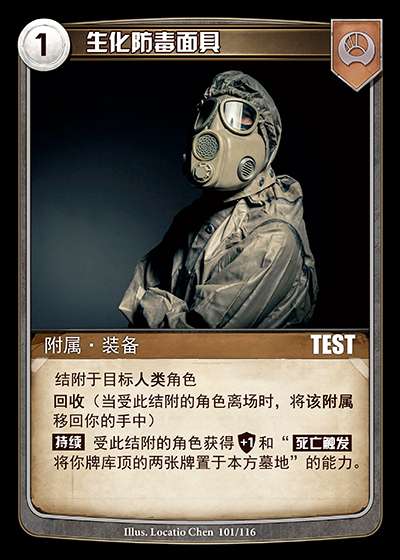 1 生化防毒面具
附属·装备 TEST
结附于目标人类角色
回收（当受此结附的角色离场时，将该附属
移回你的手中）
持续 受此结附的角色获得 +1 和“ 死亡触发
将你牌库顶的两张牌置于本方墓地”的能力。
Illus. Locatio Chen 101/116